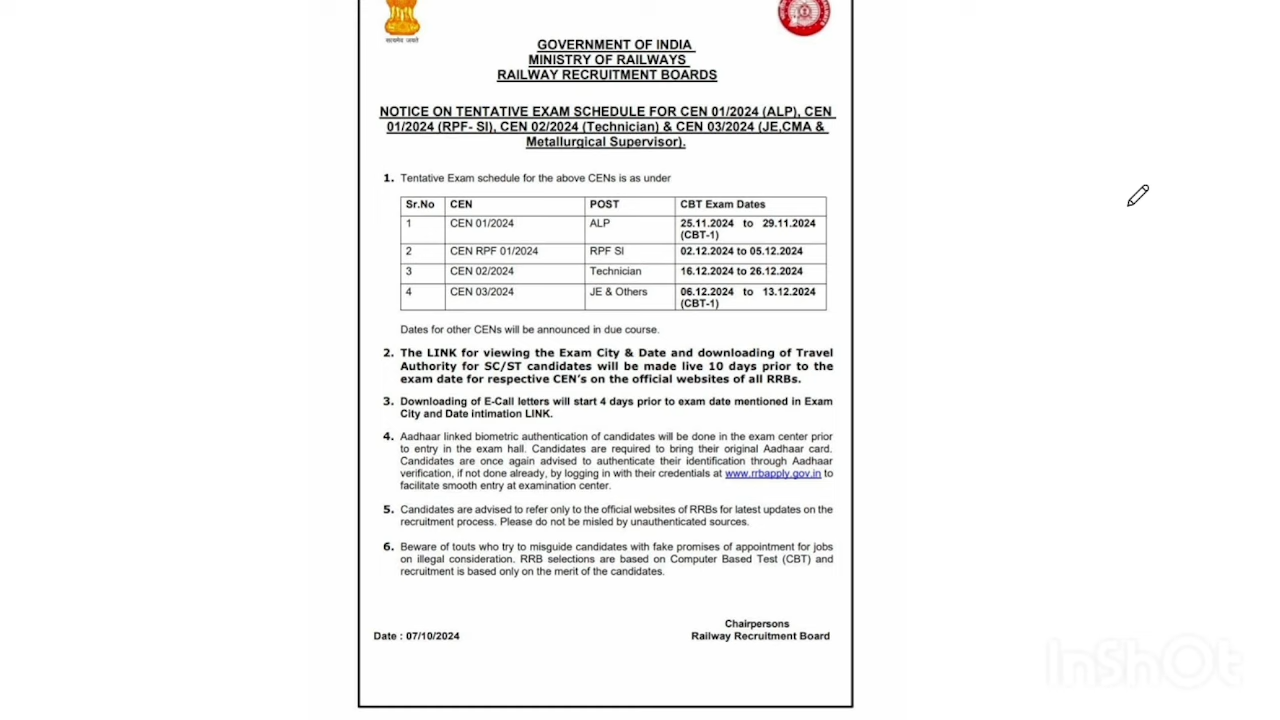 सत्यमेव जयते
GOVERNMENT OF INDIA
MINISTRY OF RAILWAYS
RAILWAY RECRUITMENT BOARDS
NOTICE ON TENTATIVE EXAM SCHEDULE FOR CEN 01/2024 (ALP), CEN
01/2024 (RPF- SI), CEN 02/2024 (Technician) & CEN 03/2024 (JE,CMA &
Metallurgical Supervisor).
1. Tentative Exam schedule for the above CENs is as under
Sr.No CEN POST CBT Exam Dates
1 CEN 01/2024 ALP 25.11.2024 to 29.11.2024
(CBT-1)
2 CEN RPF 01/2024 RPF SI 02.12.2024 to 05.12.2024
3 CEN 02/2024 Technician 16.12.2024 to 26.12.2024
4 CEN 03/2024 JE & Others 06.12.2024 to 13.12.2024
(CBT-1)
Dates for other CENs will be announced in due course.
2. The LINK for viewing the Exam City & Date and downloading of Travel
Authority for SC/ST candidates will be made live 10 days prior to the
exam date for respective CEN's on the official websites of all RRBs.
3. Downloading of E-Call letters will start 4 days prior to exam date mentioned in Exam
City and Date intimation LINK.
4. Aadhaar linked biometric authentication of candidates will be done in the exam center prior
to entry in the exam hall. Candidates are required to bring their original Aadhaar card.
Candidates are once again advised to authenticate their identification through Aadhaar
verification, if not done already, by logging in with their credentials at www.rrbapply.gov.in to
facilitate smooth entry at examination center.
5. Candidates are advised to refer only to the official websites of RRBs for latest updates on the
recruitment process. Please do not be misled by unauthenticated sources.
6. Beware of touts who try to misguide candidates with fake promises of appointment for jobs
on illegal consideration. RRB selections are based on Computer Based Test (CBT) and
recruitment is based only on the merit of the candidates.
Chairpersons
Date : 07/10/2024 Railway Recruitment Board
InShOt